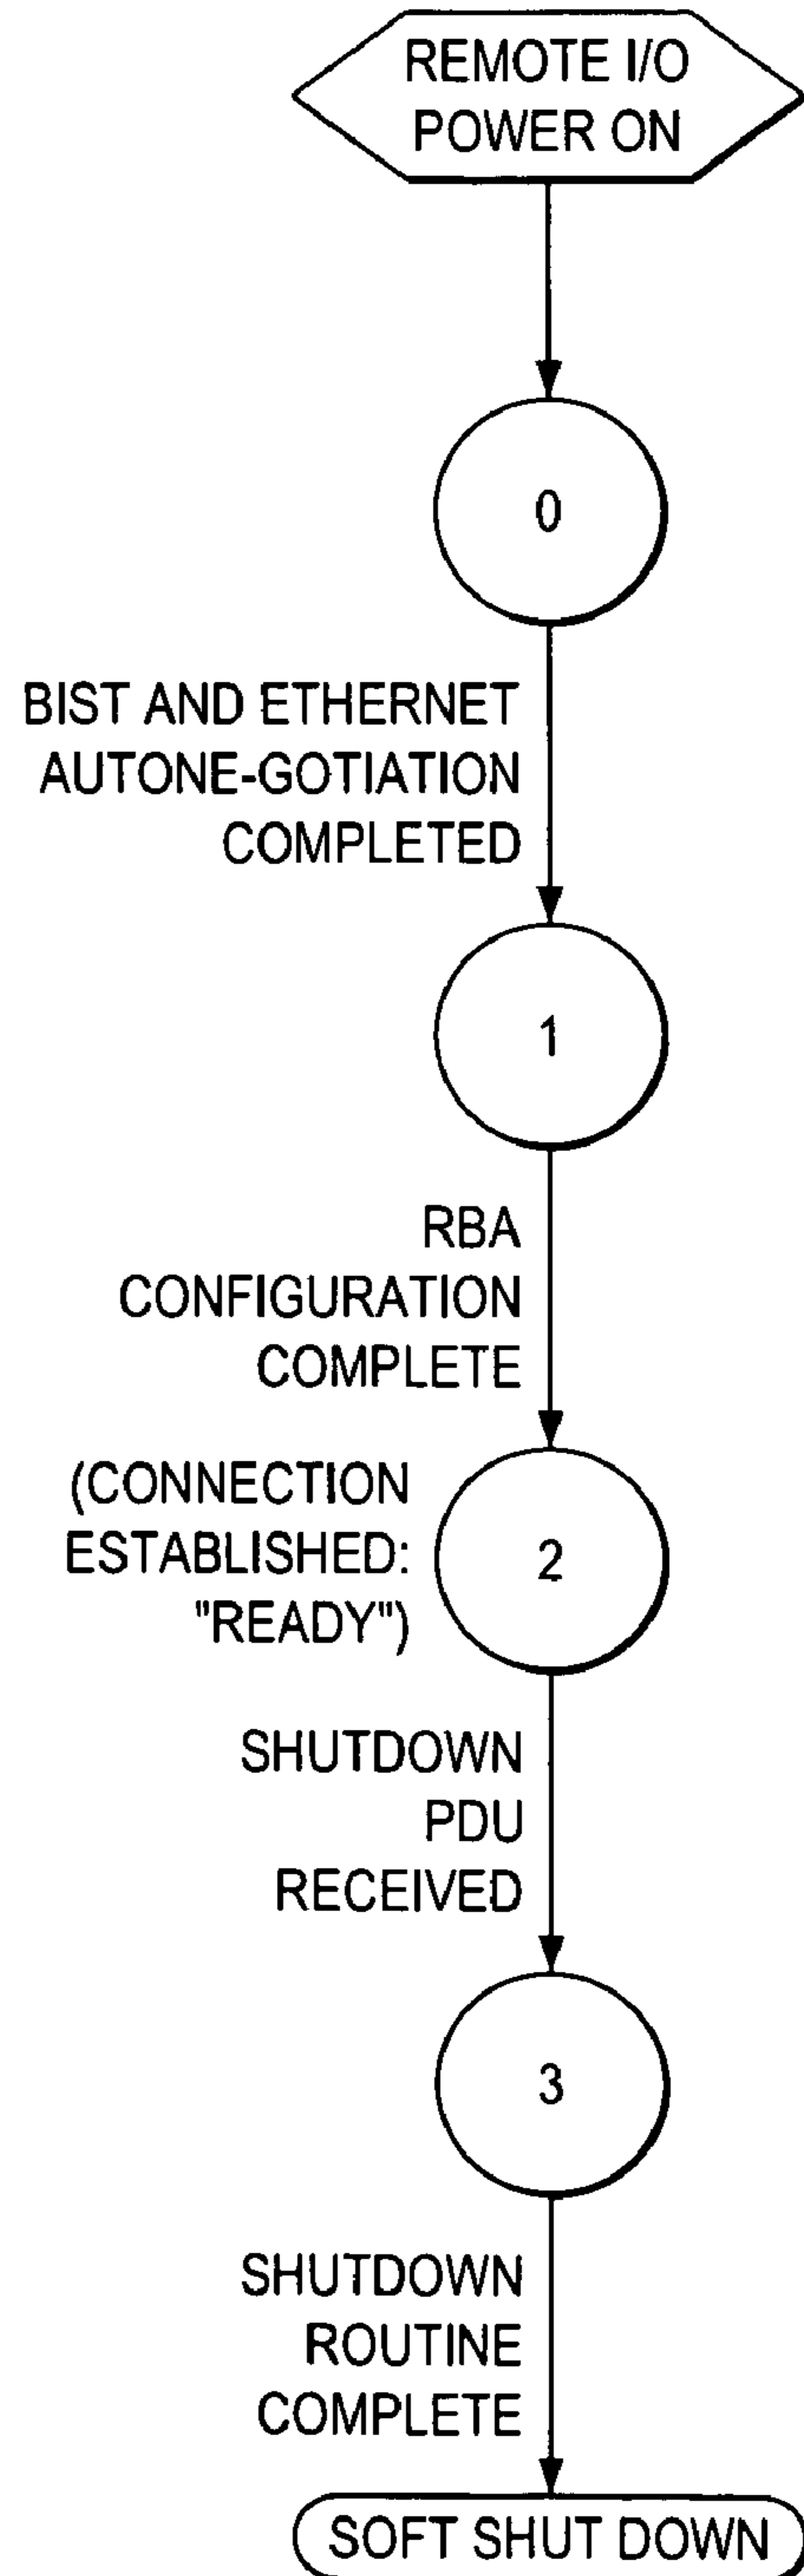 REMOTE I/O
POWER ON
0
BIST AND ETHERNET
AUTONE-GOTIATION
COMPLETED
1
RBA
CONFIGURATION
COMPLETE
(CONNECTION
ESTABLISHED:
"READY")
2
SHUTDOWN
PDU
RECEIVED
3
SHUTDOWN
ROUTINE
COMPLETE
SOFT SHUT DOWN